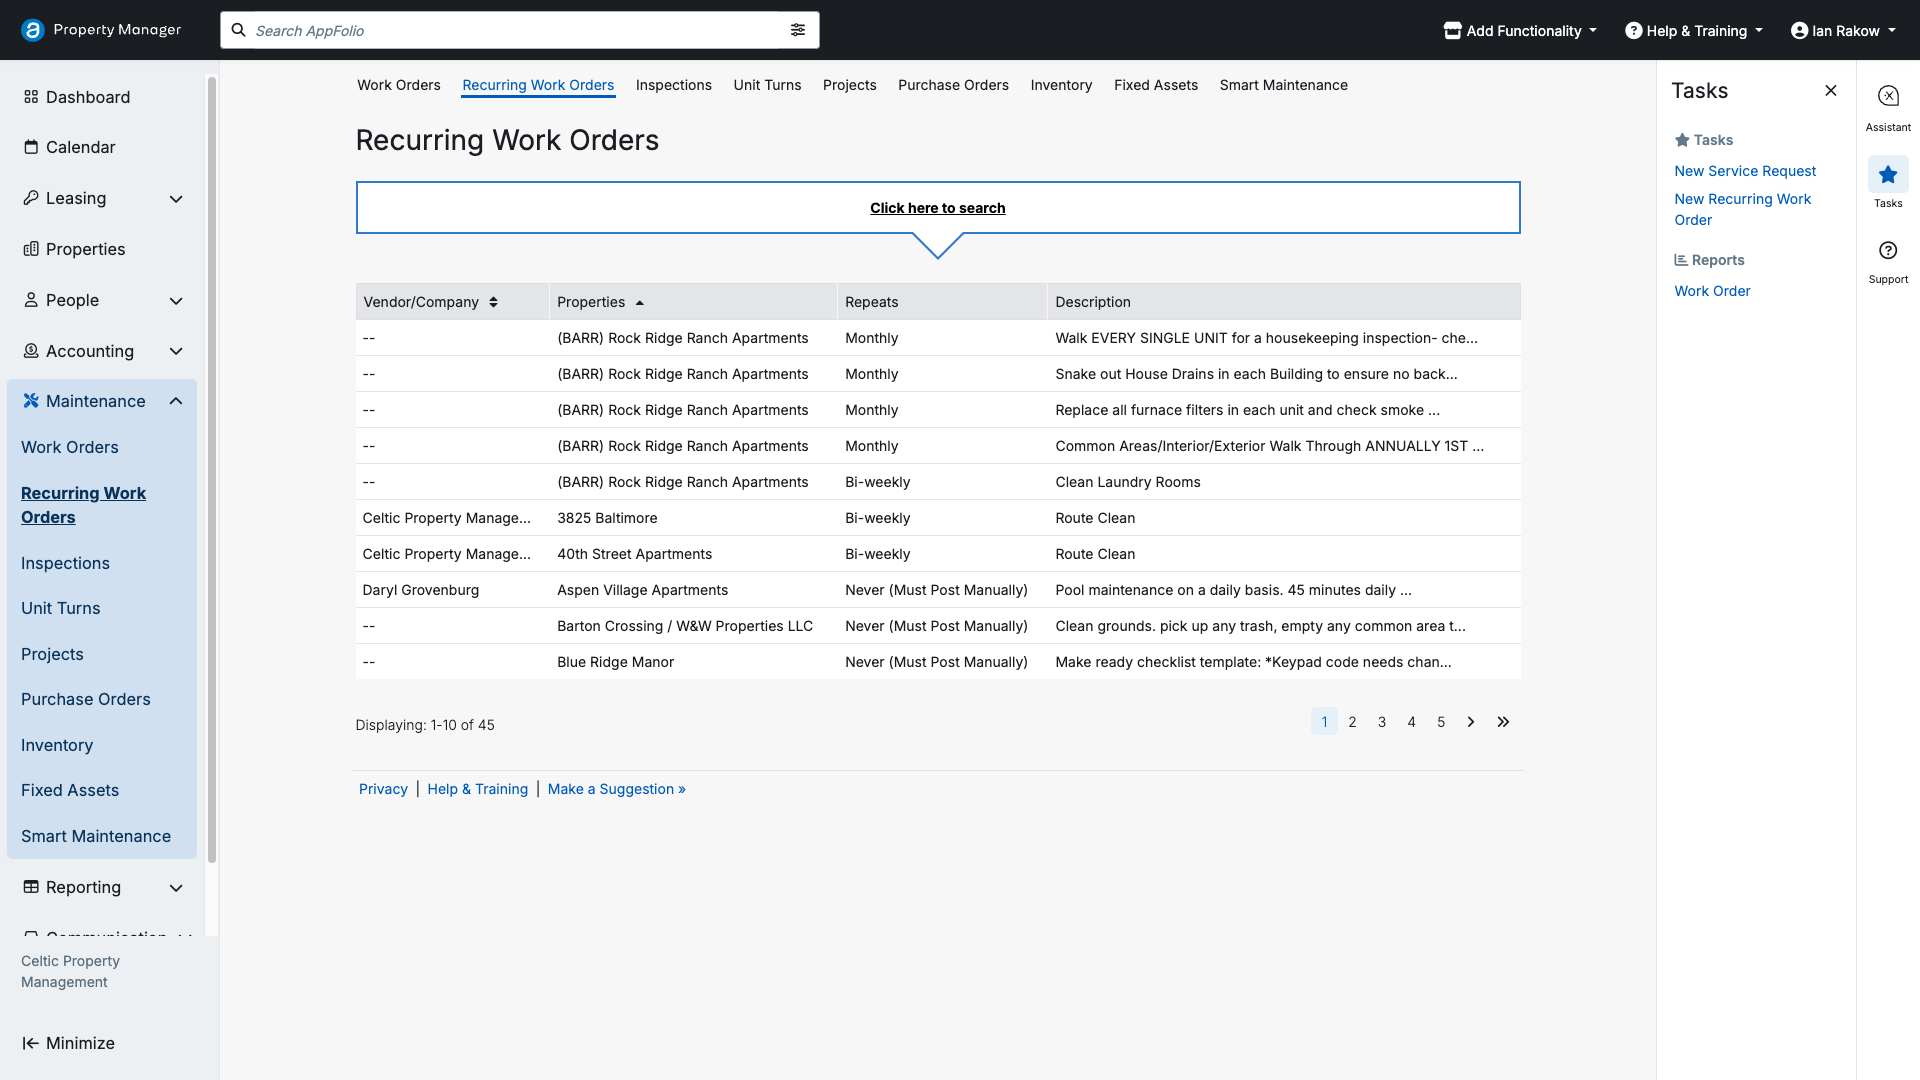 Property Manager
Search AppFolio
Add Functionality
Help & Training
Ian Rakow
Dashboard
Calendar
Leasing
Properties
People
Accounting
Maintenance
Work Orders
Recurring Work
Orders
Inspections
Unit Turns
Projects
Purchase Orders
Inventory
Fixed Assets
Smart Maintenance
Reporting
Communication
Celtic Property
Management
Minimize
Work Orders Recurring Work Orders Inspections Unit Turns Projects Purchase Orders Inventory Fixed Assets Smart Maintenance
Recurring Work Orders
Click here to search
Vendor/Company Properties Repeats Description
-- (BARR) Rock Ridge Ranch Apartments Monthly Walk EVERY SINGLE UNIT for a housekeeping inspection- che...
-- (BARR) Rock Ridge Ranch Apartments Monthly Snake out House Drains in each Building to ensure no back...
-- (BARR) Rock Ridge Ranch Apartments Monthly Replace all furnace filters in each unit and check smoke ...
-- (BARR) Rock Ridge Ranch Apartments Monthly Common Areas/Interior/Exterior Walk Through ANNUALLY 1ST ...
-- (BARR) Rock Ridge Ranch Apartments Bi-weekly Clean Laundry Rooms
Celtic Property Manage... 3825 Baltimore Bi-weekly Route Clean
Celtic Property Manage... 40th Street Apartments Bi-weekly Route Clean
Daryl Grovenburg Aspen Village Apartments Never (Must Post Manually) Pool maintenance on a daily basis. 45 minutes daily ...
-- Barton Crossing / W&W Properties LLC Never (Must Post Manually) Clean grounds. pick up any trash, empty any common area t...
-- Blue Ridge Manor Never (Must Post Manually) Make ready checklist template: *Keypad code needs chan...
Displaying: 1-10 of 45
1 2 3 4 5
Privacy | Help & Training | Make a Suggestion »
Tasks
Tasks
New Service Request
New Recurring Work
Order
Reports
Work Order
Assistant
Tasks
Support